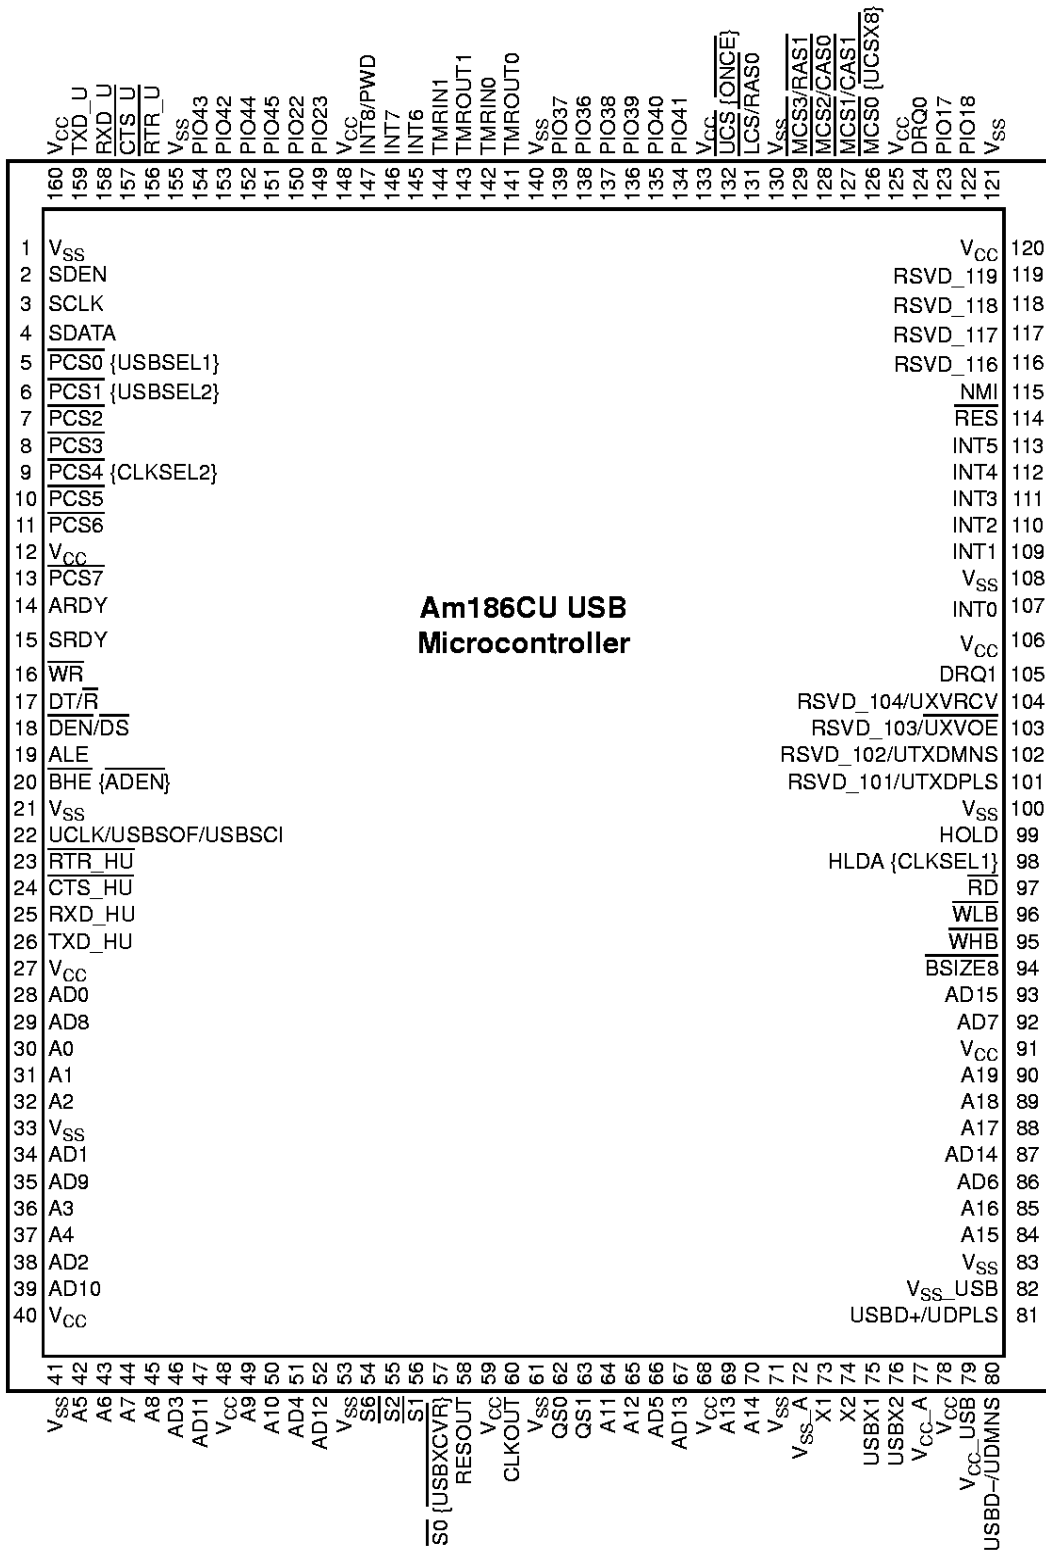 VCC TXD_U RXD_U CTS_U RTR_U VSS PIO43 PIO42 PIO44 PIO45 PIO22 PIO23 VCC INT8/PWD INT7 INT6 TMRIN1 TMROUT1 TMRIN0 TMROUT0 VSS PIO37 PIO36 PIO38 PIO39 PIO40 PIO41 VCC UCS {ONCE} LCS/RAS0 VSS MCS3/RAS1 MCS2/CAS0 MCS1/CAS1 MCS0 {UCSX8} VCC DRQ0 PIO17 PIO18 VSS
160 159 158 157 156 155 154 153 152 151 150 149 148 147 146 145 144 143 142 141 140 139 138 137 136 135 134 133 132 131 130 129 128 127 126 125 124 123 122 121
1 VSS VCC 120
2 SDEN RSVD_119 119
3 SCLK RSVD_118 118
4 SDATA RSVD_117 117
5 PCS0 {USBSEL1} RSVD_116 116
6 PCS1 {USBSEL2} NMI 115
7 PCS2 RES 114
8 PCS3 INT5 113
9 PCS4 {CLKSEL2} INT4 112
10 PCS5 INT3 111
11 PCS6 INT2 110
12 VCC INT1 109
13 PCS7 VSS 108
14 ARDY Am186CU USB INT0 107
15 SRDY Microcontroller VCC 106
16 WR DRQ1 105
17 DT/R RSVD_104/UXVRCV 104
18 DEN/DS RSVD_103/UXVOE 103
19 ALE RSVD_102/UTXDMNS 102
20 BHE {ADEN} RSVD_101/UTXDPLS 101
21 VSS VSS 100
22 UCLK/USBSOF/USBSCI HOLD 99
23 RTR_HU HLDA {CLKSEL1} 98
24 CTS_HU RD 97
25 RXD_HU WLB 96
26 TXD_HU WHB 95
27 VCC BSIZE8 94
28 AD0 AD15 93
29 AD8 AD7 92
30 A0 VCC 91
31 A1 A19 90
32 A2 A18 89
33 VSS A17 88
34 AD1 AD14 87
35 AD9 AD6 86
36 A3 A16 85
37 A4 A15 84
38 AD2 VSS 83
39 AD10 VSS_USB 82
40 VCC USBD+/UDPLS 81
41 42 43 44 45 46 47 48 49 50 51 52 53 54 55 56 57 58 59 60 61 62 63 64 65 66 67 68 69 70 71 72 73 74 75 76 77 78 79 80
VSS A5 A6 A7 A8 AD3 AD11 VCC A9 A10 AD4 AD12 VSS S6 S2 S1 S0 {USBXCVR} RESOUT VCC CLKOUT VSS QS0 QS1 A11 A12 AD5 AD13 VCC A13 A14 VSS VSS_A X1 X2 USBX1 USBX2 VCC_A VCC VCC_USB USBD–/UDMNS